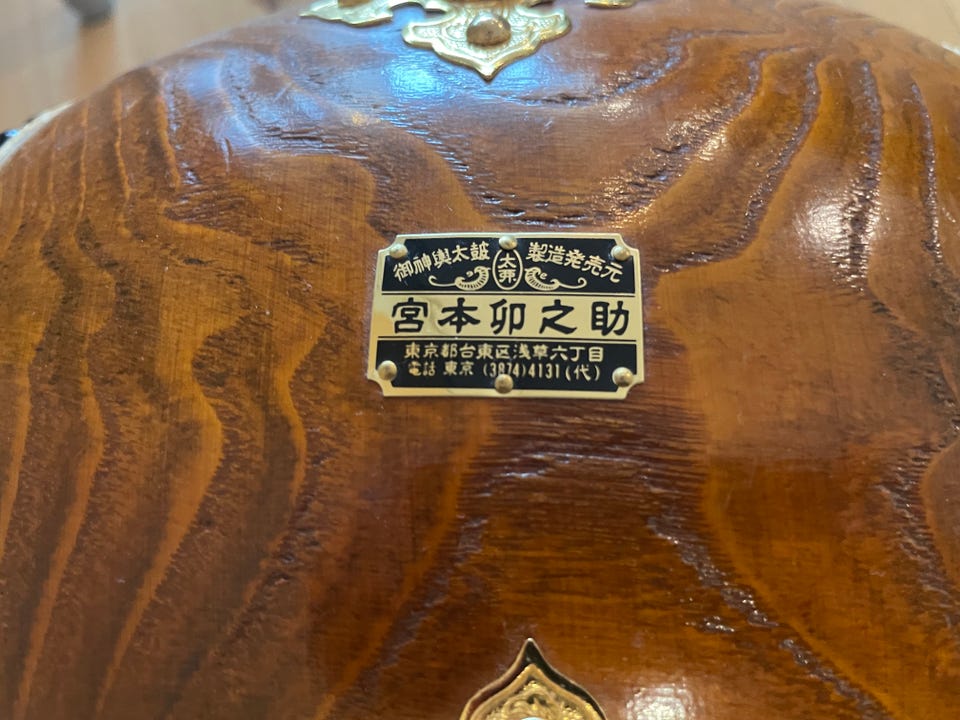 御神輿太鼓 製造発売元
宮本卯之助
東京都台東区浅草六丁目
電話 東京 (3874)4131(代)